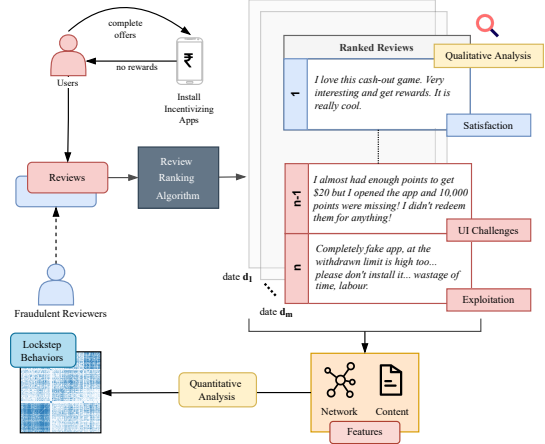 complete
offers
₹
no rewards
Users
Install
Incentivizing
Apps
Reviews
Review
Ranking
Algorithm
Fraudulent Reviewers
Ranked Reviews
Qualitative Analysis
1
I love this cash-out game. Very
interesting and get rewards. It is
really cool.
Satisfaction
n-1
I almost had enough points to get
$20 but I opened the app and 10,000
points were missing! I didn't redeem
them for anything!
UI Challenges
n
Completely fake app, at the
withdrawn limit is high too...
please don't install it... wastage of
time, labour.
Exploitation
date d1
date dm
Lockstep
Behaviors
Quantitative
Analysis
Network
Content
Features